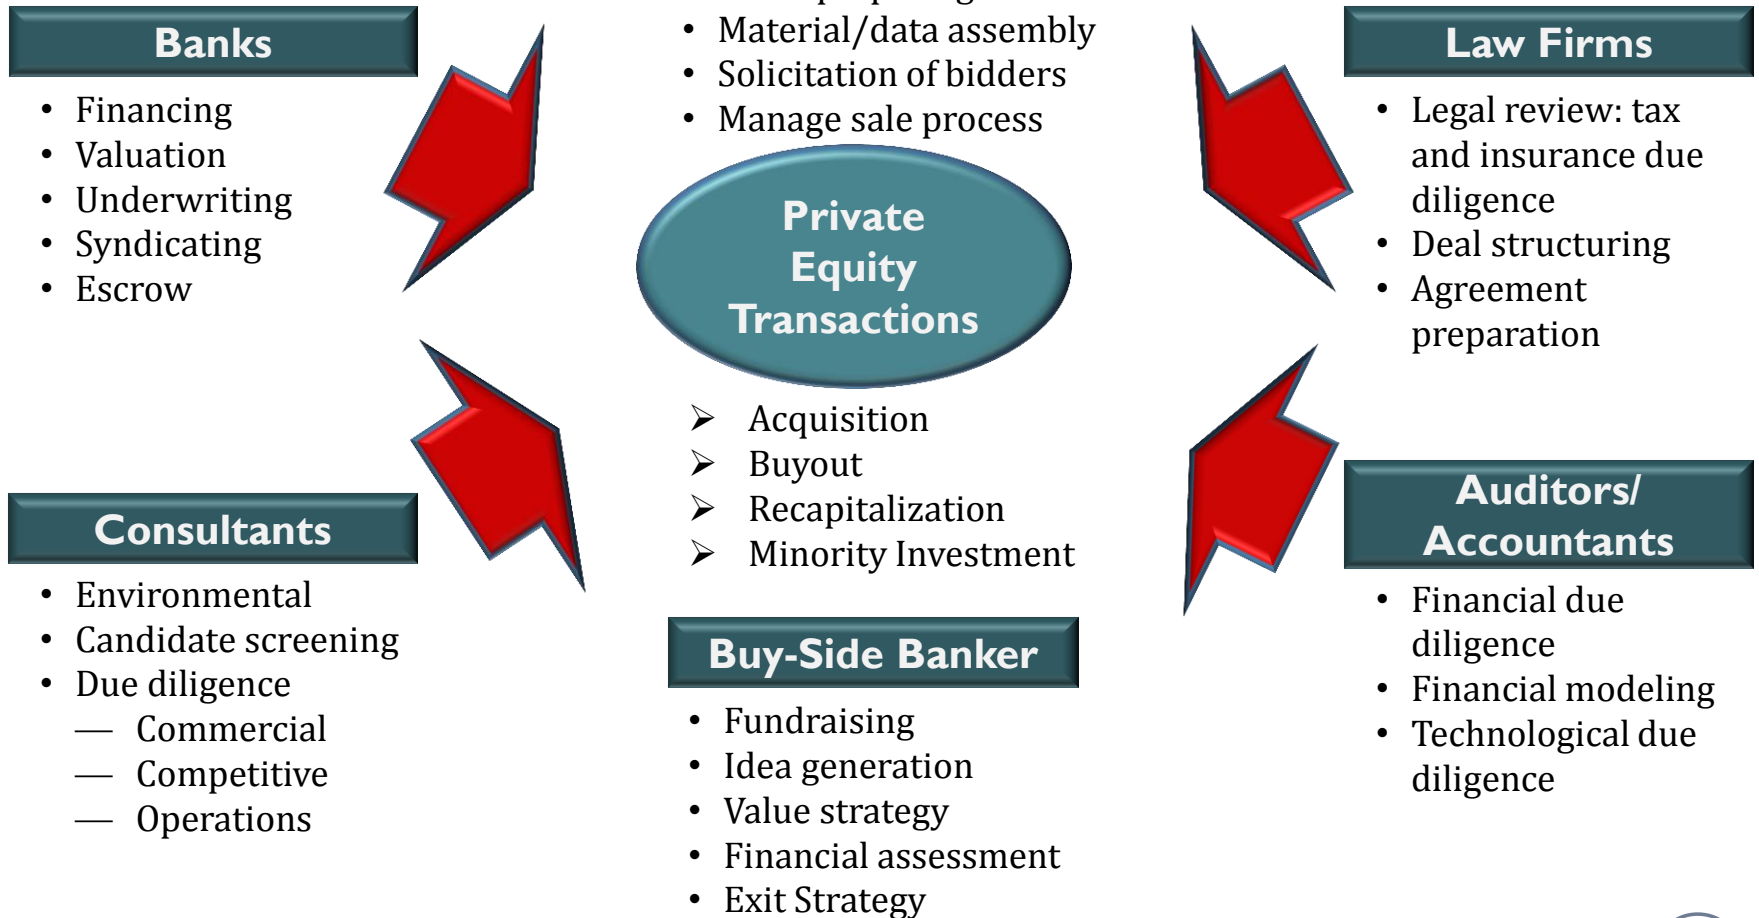 Banks
• Financing
• Valuation
• Underwriting
• Syndicating
• Escrow
• Material/data assembly
• Solicitation of bidders
• Manage sale process
Law Firms
• Legal review: tax
and insurance due
diligence
• Deal structuring
• Agreement
preparation
Private
Equity
Transactions
➢ Acquisition
➢ Buyout
➢ Recapitalization
➢ Minority Investment
Consultants
• Environmental
• Candidate screening
• Due diligence
— Commercial
— Competitive
— Operations
Buy-Side Banker
• Fundraising
• Idea generation
• Value strategy
• Financial assessment
• Exit Strategy
Auditors/
Accountants
• Financial due
diligence
• Financial modeling
• Technological due
diligence